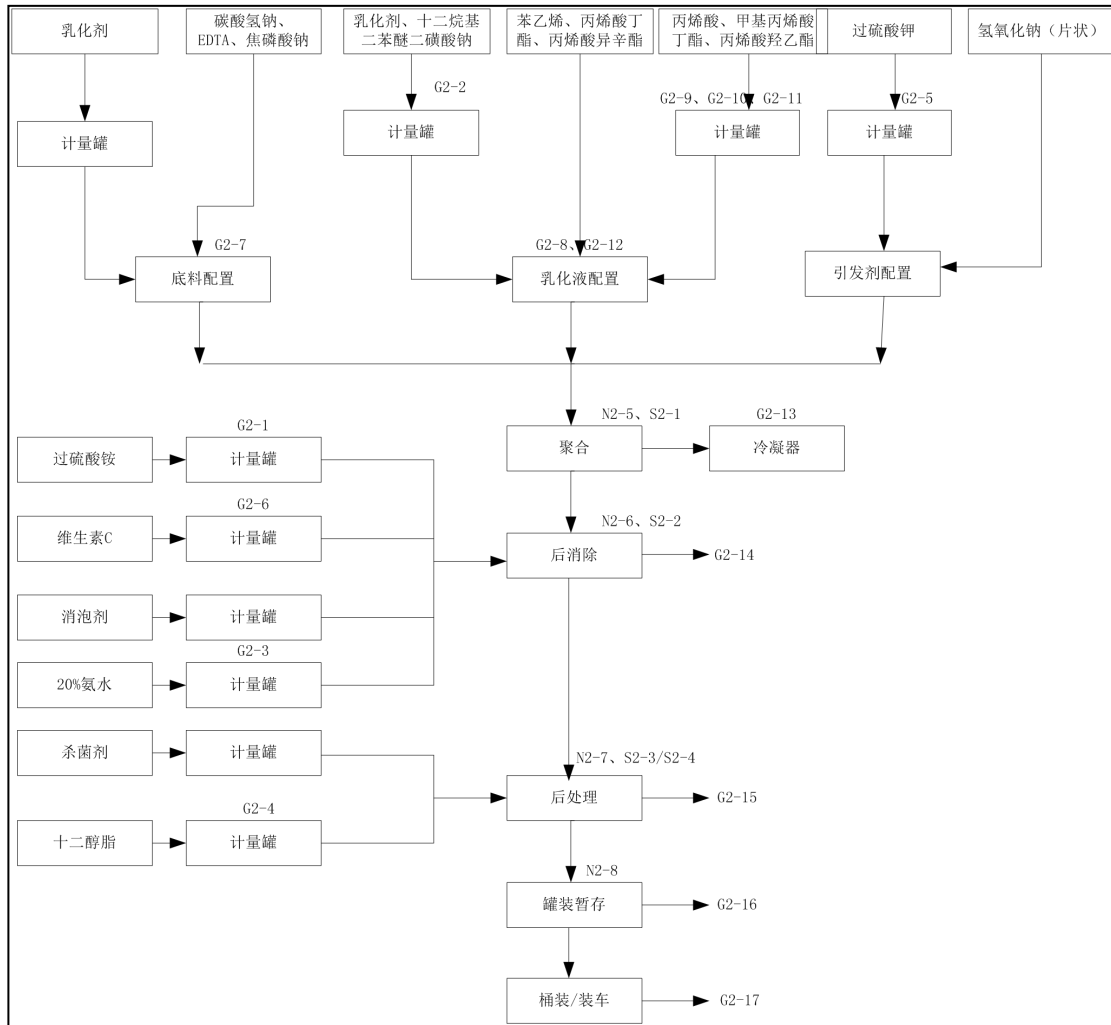 乳化剂
碳酸氢钠、
EDTA、焦磷酸钠
乳化剂、十二烷基
二苯醚二磺酸钠
苯乙烯、丙烯酸丁
酯、丙烯酸异辛酯
丙烯酸、甲基丙烯酸
丁酯、丙烯酸羟乙酯
过硫酸钾
氢氧化钠（片状）
G2-2
G2-9、G2-10、G2-11
G2-5
计量罐
计量罐
计量罐
计量罐
G2-7
G2-8、G2-12
底料配置
乳化液配置
引发剂配置
N2-5、S2-1
G2-13
聚合
冷凝器
G2-1
过硫酸铵
计量罐
G2-6
维生素C
计量罐
N2-6、S2-2
后消除
G2-14
消泡剂
计量罐
G2-3
20%氨水
计量罐
杀菌剂
计量罐
N2-7、S2-3/S2-4
后处理
G2-15
G2-4
十二醇脂
计量罐
N2-8
罐装暂存
G2-16
桶装/装车
G2-17